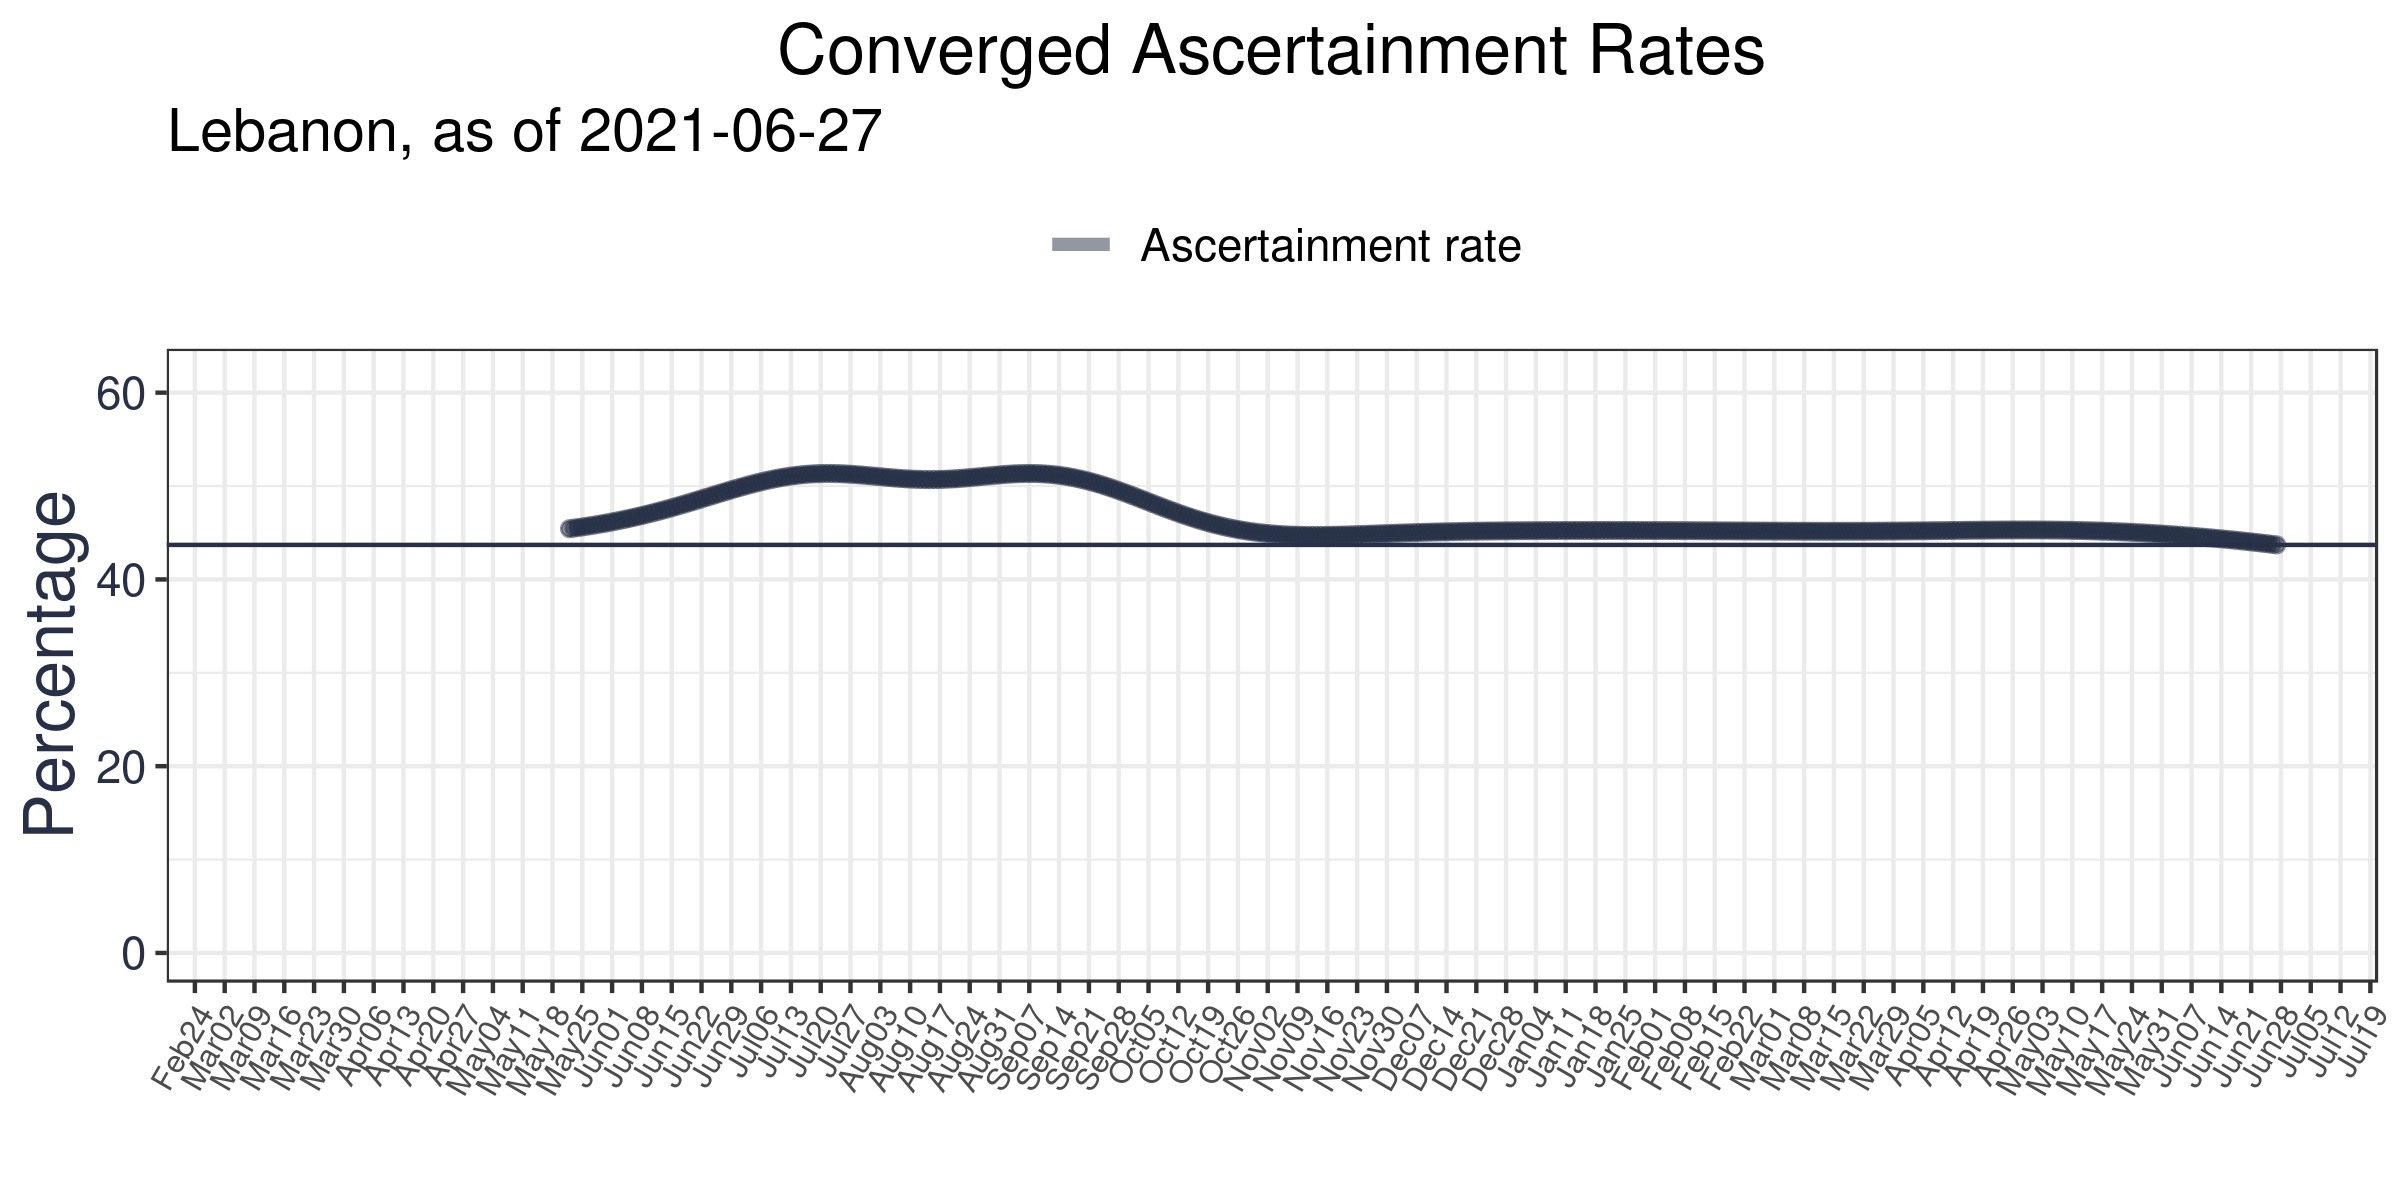 Converged Ascertainment Rates
Lebanon, as of 2021-06-27
Ascertainment rate
Percentage
60
40
20
0
Feb24 Mar02 Mar09 Mar16 Mar23 Mar30 Apr06 Apr13 Apr20 Apr27 May04 May11 May18 May25 Jun01 Jun08 Jun15 Jun22 Jun29 Jul06 Jul13 Jul20 Jul27 Aug03 Aug10 Aug17 Aug24 Aug31 Sep07 Sep14 Sep21 Sep28 Oct05 Oct12 Oct19 Oct26 Nov02 Nov09 Nov16 Nov23 Nov30 Dec07 Dec14 Dec21 Dec28 Jan04 Jan11 Jan18 Jan25 Feb01 Feb08 Feb15 Feb22 Mar01 Mar08 Mar15 Mar22 Mar29 Apr05 Apr12 Apr19 Apr26 May03 May10 May17 May24 May31 Jun07 Jun14 Jun21 Jun28 Jul05 Jul12 Jul19